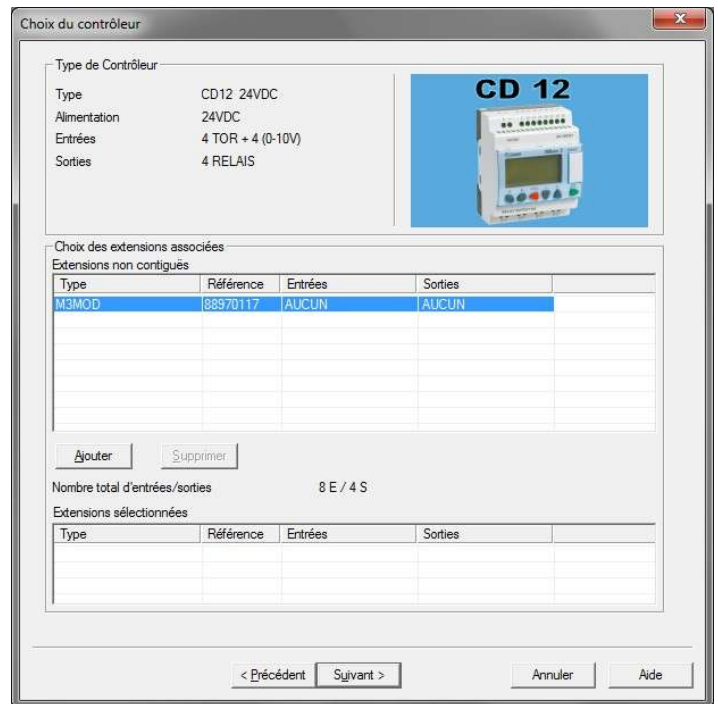 Choix du contrôleur
Type de Contrôleur
Type CD12 24VDC
Alimentation 24VDC
Entrées 4 TOR + 4 (0-10V)
Sorties 4 RELAIS
CD 12
Choix des extensions associées
Extensions non contiguës
Type Référence Entrées Sorties
M3MOD 88970117 AUCUN AUCUN
Ajouter Supprimer
Nombre total d'entrées/sorties 8 E / 4 S
Extensions sélectionnées
Type Référence Entrées Sorties
< Précédent Suivant > Annuler Aide